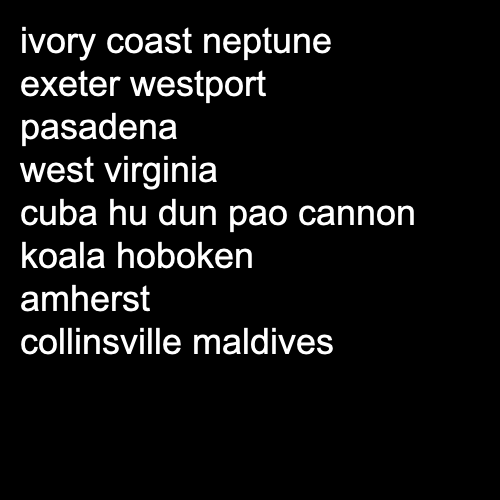 ivory coast neptune
exeter westport
pasadena
west virginia
cuba hu dun pao cannon
koala hoboken
amherst
collinsville maldives